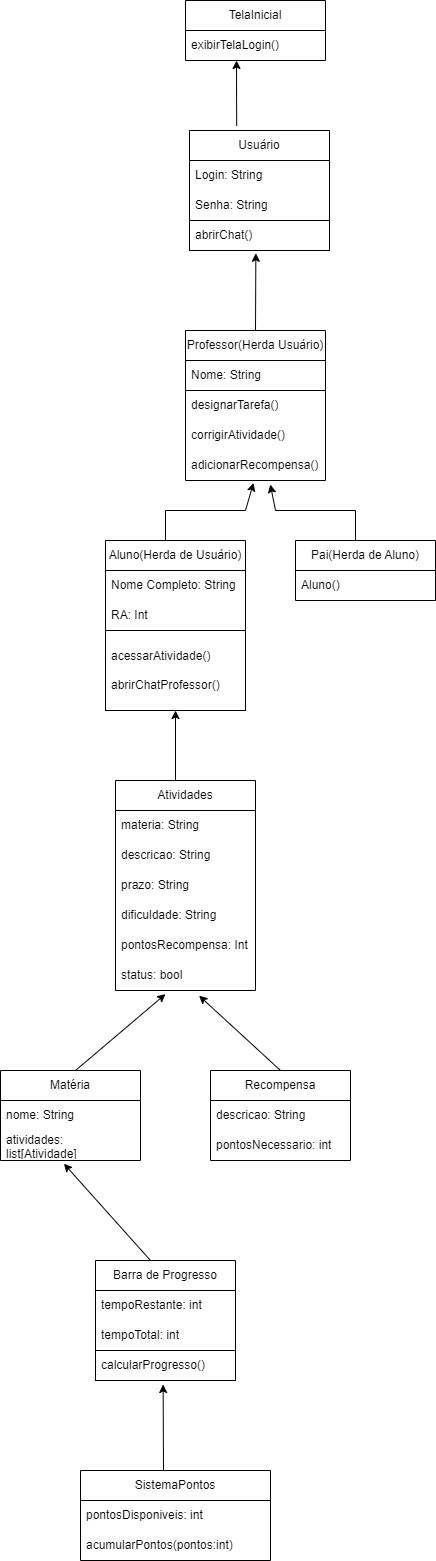 TelaInicial
exibirTelaLogin()
Usuário
Login: String
Senha: String
abrirChat()
Professor(Herda Usuário)
Nome: String
designarTarefa()
corrigirAtividade()
adicionarRecompensa()
Aluno(Herda de Usuário)
Nome Completo: String
RA: Int
acessarAtividade()
abrirChatProfessor()
Pai(Herda de Aluno)
Aluno()
Atividades
materia: String
descricao: String
prazo: String
dificuldade: String
pontosRecompensa: Int
status: bool
Matéria
nome: String
atividades:
list[Atividade]
Recompensa
descricao: String
pontosNecessario: int
Barra de Progresso
tempoRestante: int
tempoTotal: int
calcularProgresso()
SistemaPontos
pontosDisponiveis: int
acumularPontos(pontos:int)